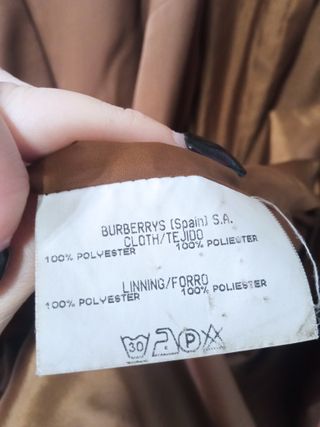 BURBERRYS (Spain) S.A.
CLOTH/TEJIDO
100% POLYESTER 100% POLIESTER
LINNING/FORRO
100% POLYESTER 100% POLIESTER
30 P